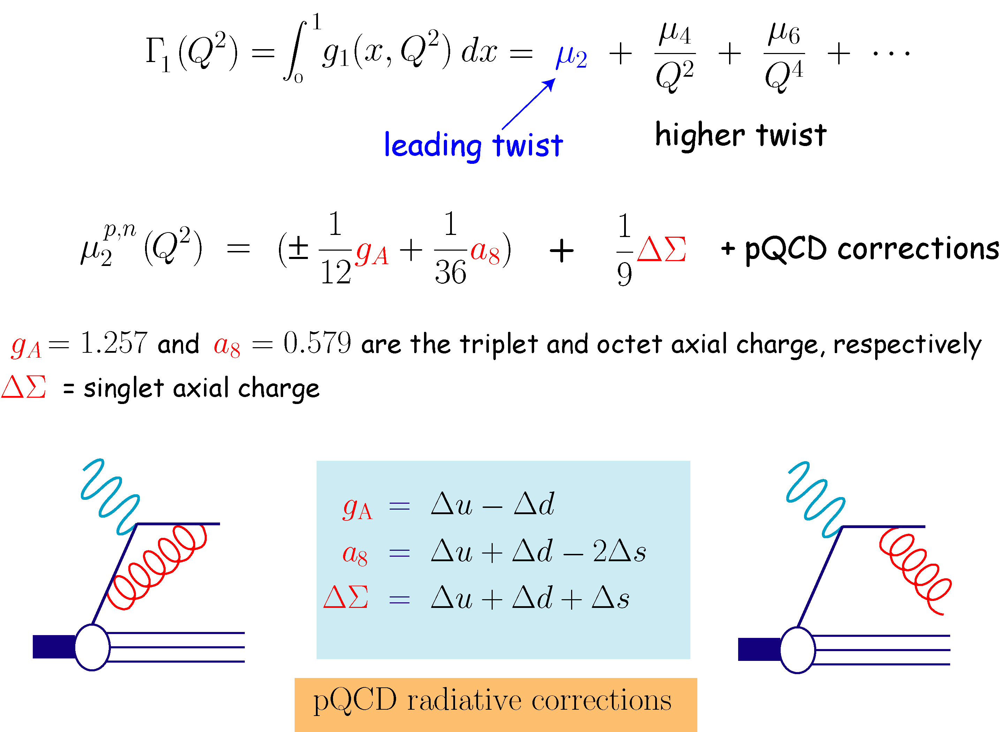 Γ₁(Q²) = ∫₀¹ g₁(x, Q²) dx = μ₂ + μ₄/Q² + μ₆/Q⁴ + ⋯
leading twist higher twist
μ₂^{p,n}(Q²) = (± 1/12 g_A + 1/36 a₈) + 1/9 ΔΣ + pQCD corrections
g_A = 1.257 and a₈ = 0.579 are the triplet and octet axial charge, respectively
ΔΣ = singlet axial charge
g_A = Δu − Δd
a₈ = Δu + Δd − 2Δs
ΔΣ = Δu + Δd + Δs
pQCD radiative corrections